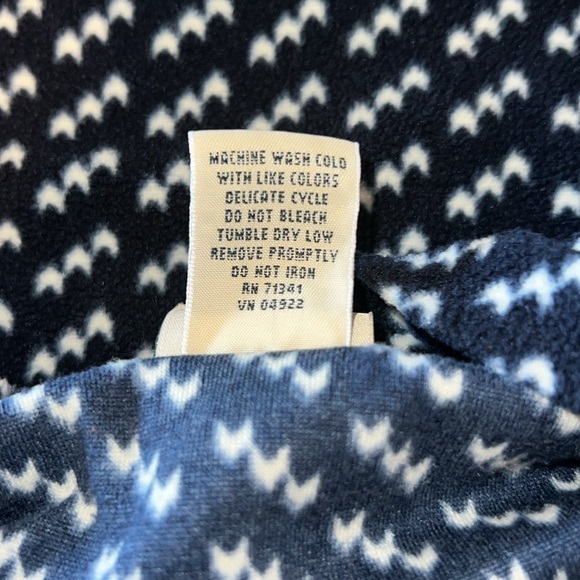 MACHINE WASH COLD
WITH LIKE COLORS
DELICATE CYCLE
DO NOT BLEACH
TUMBLE DRY LOW
REMOVE PROMPTLY
DO NOT IRON
RN 71341
VN 04922